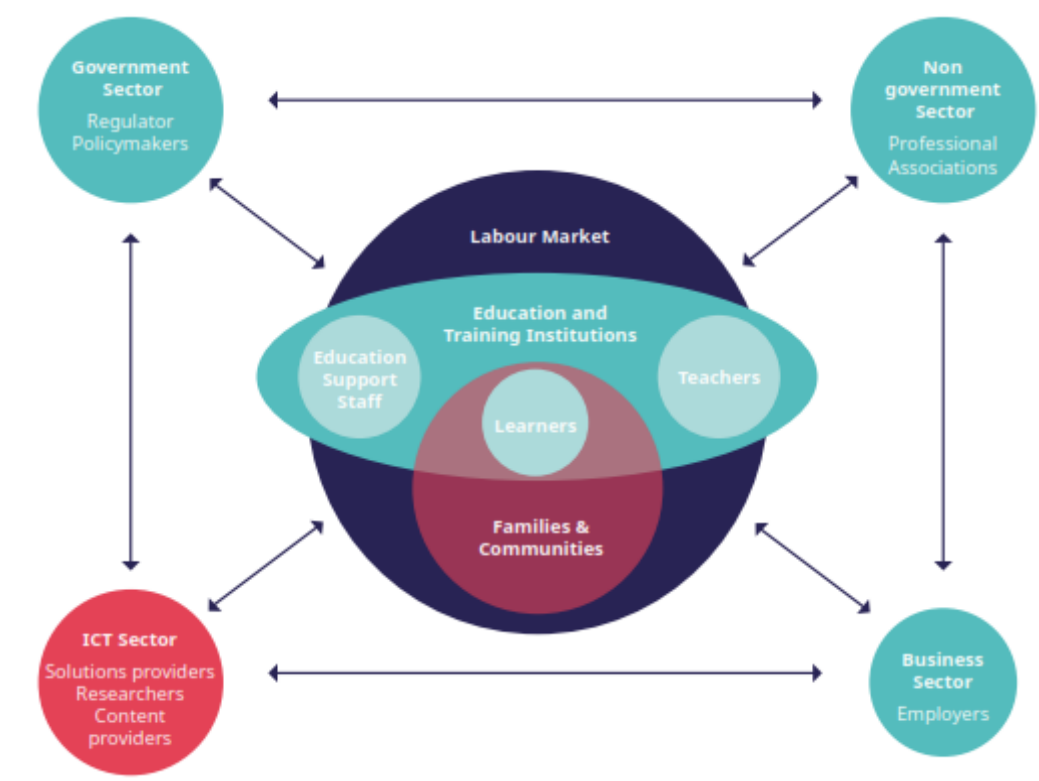 Government
Sector
Regulator
Policymakers
Non
government
Sector
Professional
Associations
Labour Market
Education and
Training Institutions
Education
Support
Staff
Teachers
Learners
Families &
Communities
ICT Sector
Solutions providers
Researchers
Content
providers
Business
Sector
Employers